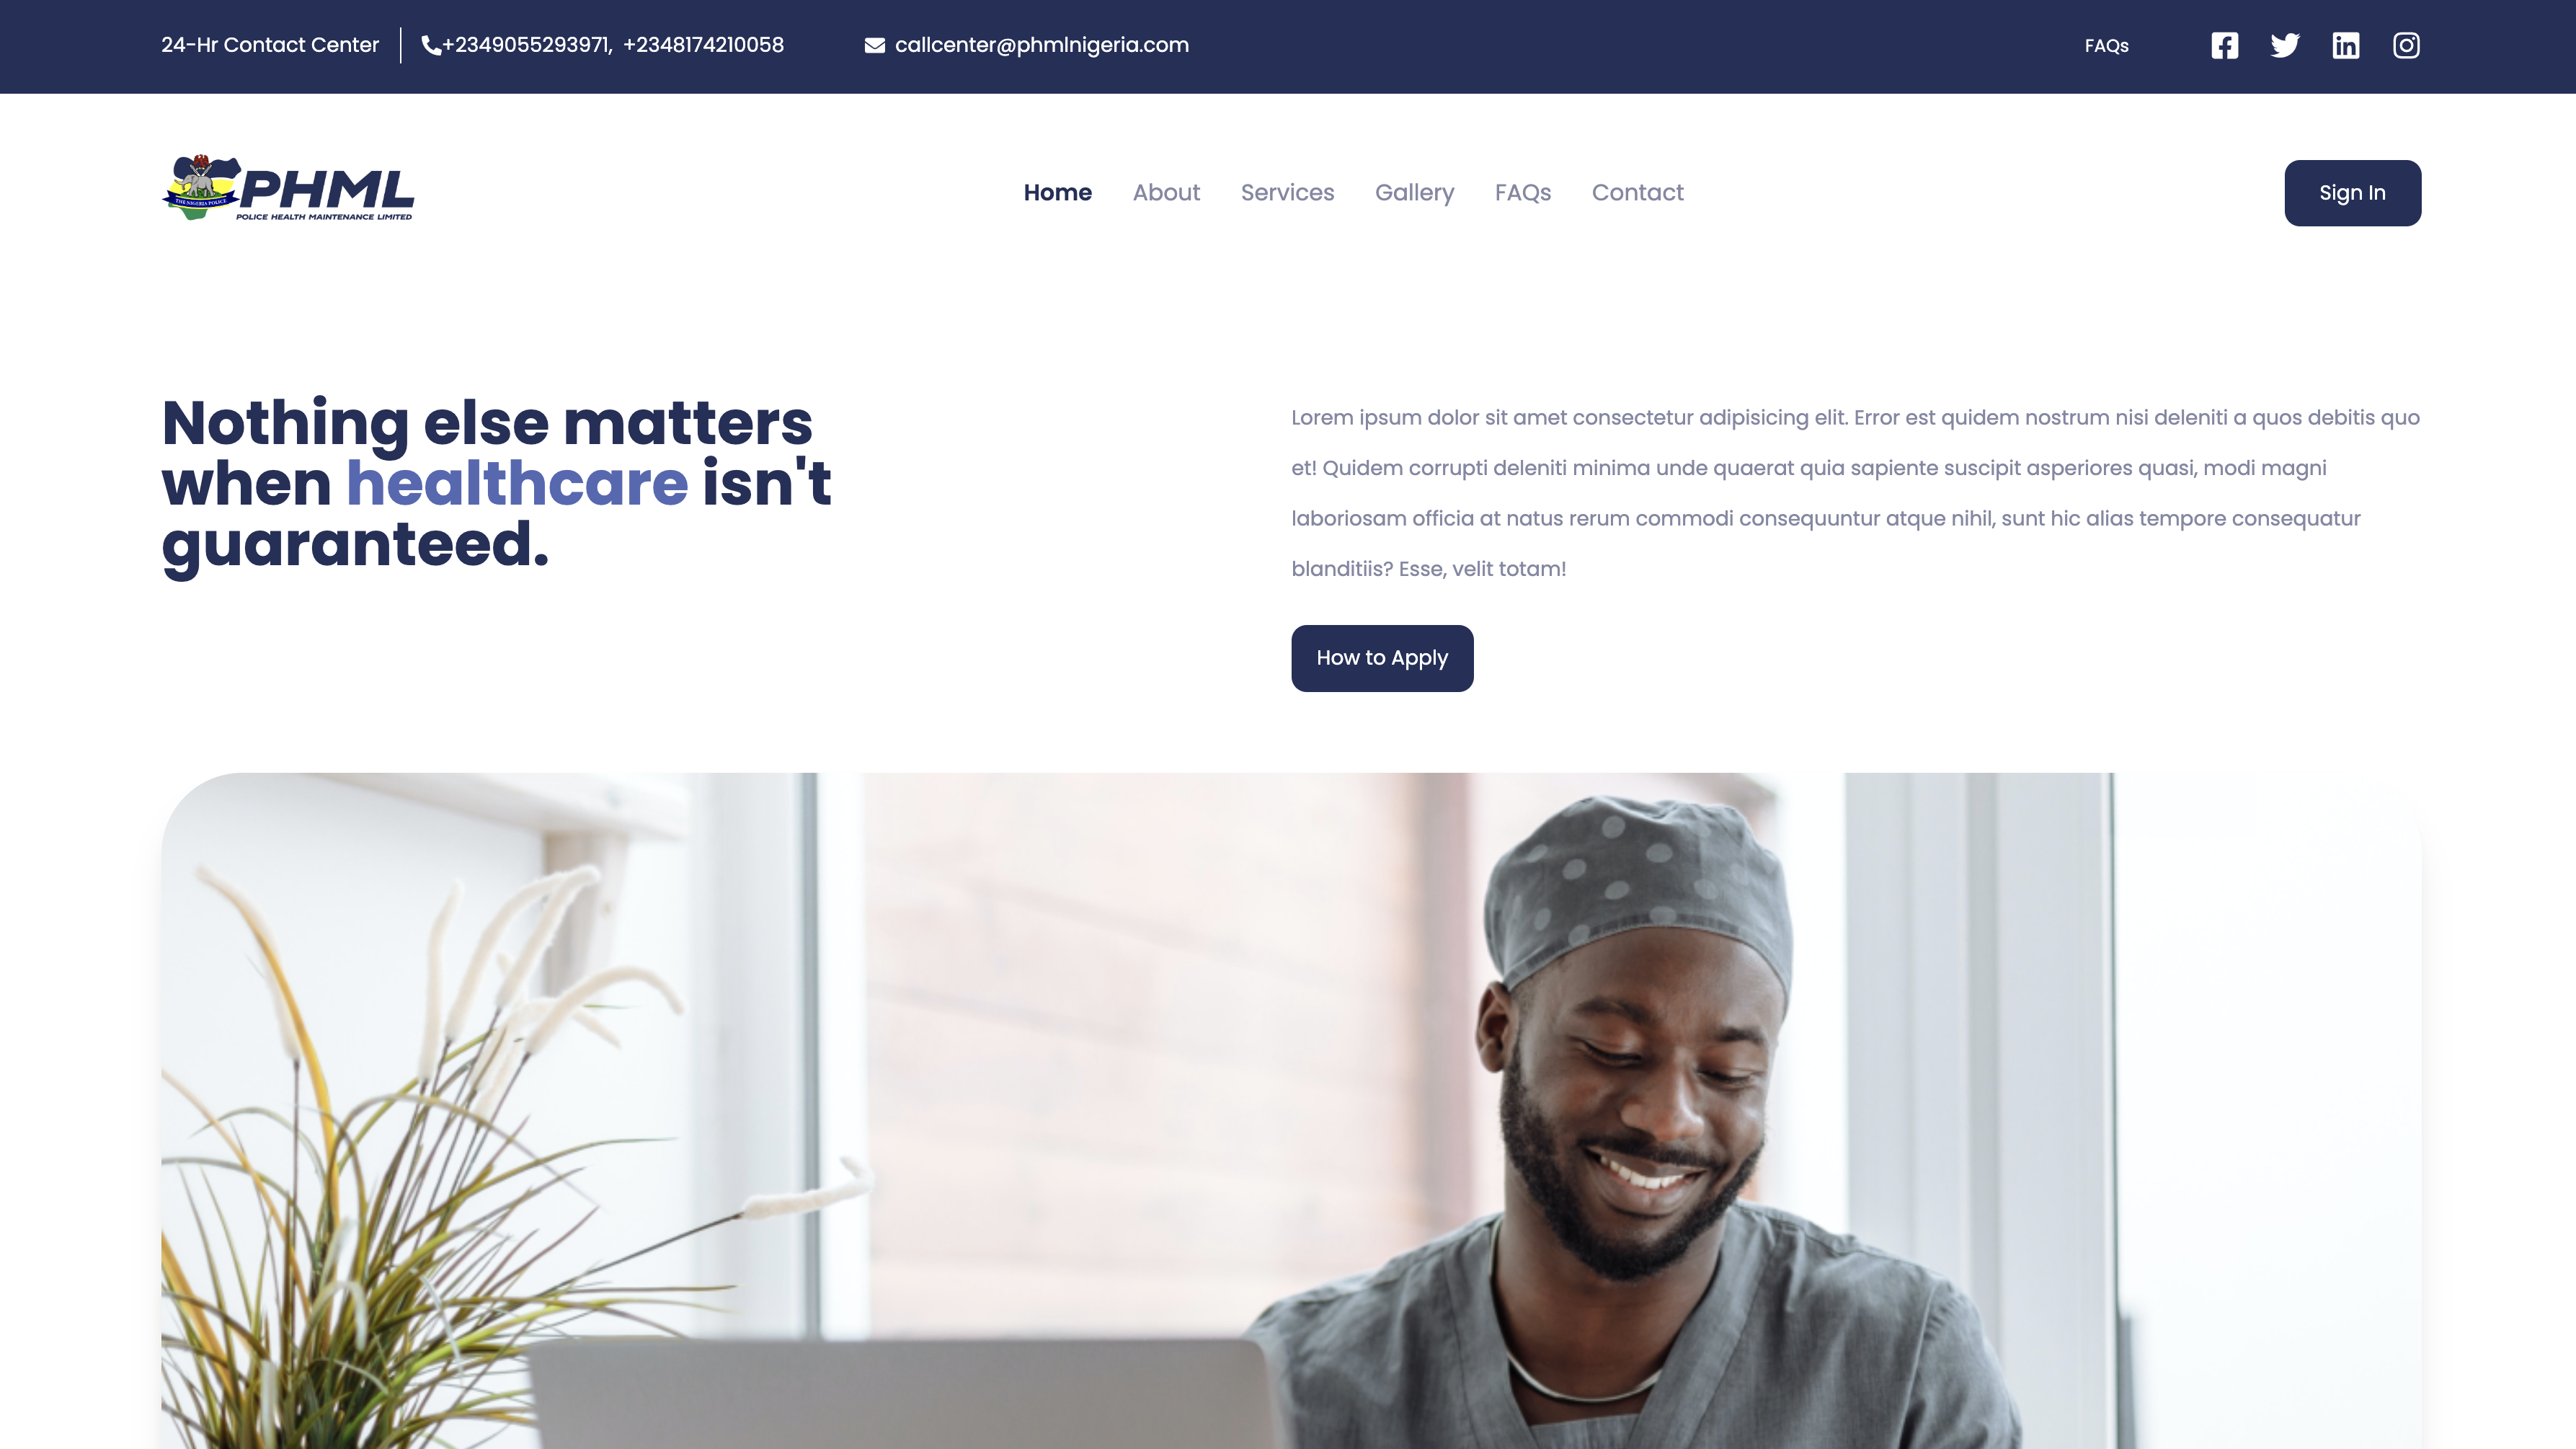 24-Hr Contact Center
+2349055293971, +2348174210058
callcenter@phmlnigeria.com
FAQs
THE NIGERIA POLICE
PHML
POLICE HEALTH MAINTENANCE LIMITED
Home
About
Services
Gallery
FAQs
Contact
Sign In
Nothing else matters
when healthcare isn't
guaranteed.
Lorem ipsum dolor sit amet consectetur adipisicing elit. Error est quidem nostrum nisi deleniti a quos debitis quo
et! Quidem corrupti deleniti minima unde quaerat quia sapiente suscipit asperiores quasi, modi magni
laboriosam officia at natus rerum commodi consequuntur atque nihil, sunt hic alias tempore consequatur
blanditiis? Esse, velit totam!
How to Apply